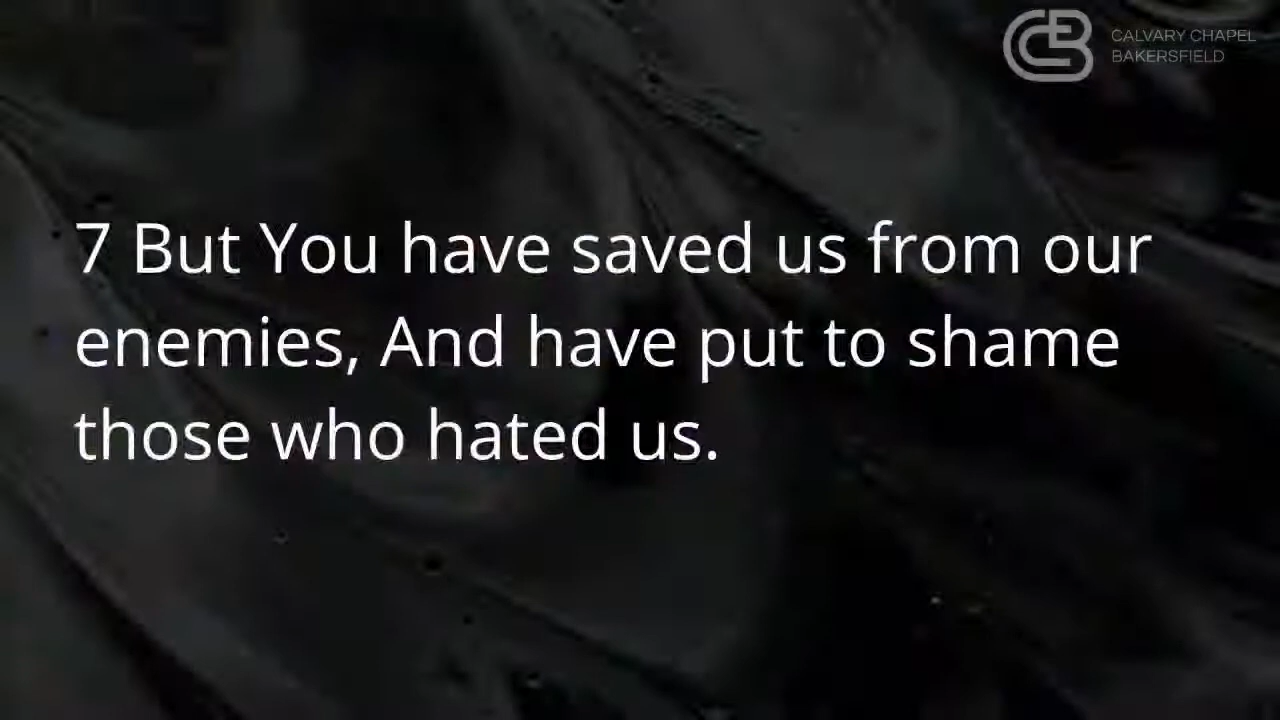 CALVARY CHAPEL
BAKERSFIELD
7 But You have saved us from our
enemies, And have put to shame
those who hated us.